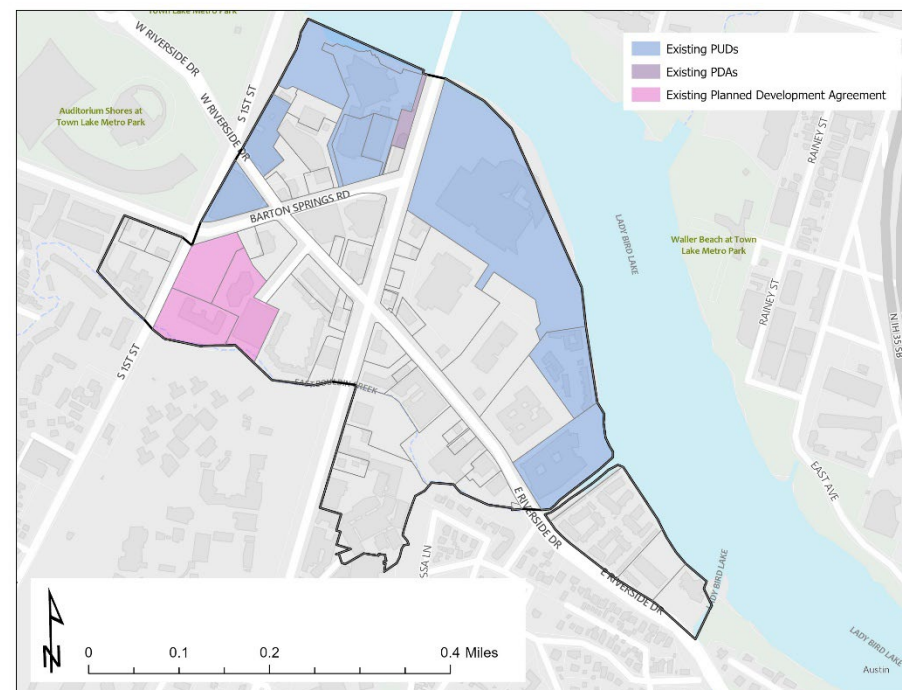 Town Lake Metro Park
W RIVERSIDE DR
W RIVERSIDE DR
S 1ST ST
Existing PUDs
Existing PDAs
Existing Planned Development Agreement
Auditorium Shores at
Town Lake Metro Park
RAINEY ST
BARTON SPRINGS RD
LADY BIRD LAKE
Waller Beach at Town
Lake Metro Park
RAINEY ST
N IH 35 SB
S 1ST ST
EAST AVE
E RIVERSIDE DR
SSA LN
E RIVERSIDE DR
LADY BIRD LAKE
LADY BIRD LAKE
Austin
N
0 0.1 0.2 0.4 Miles